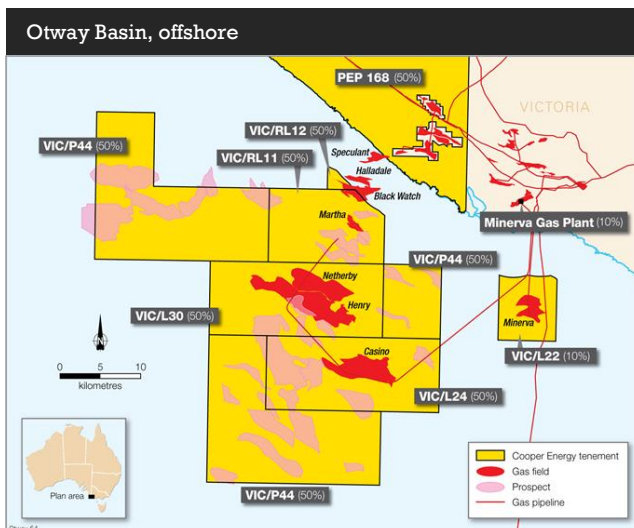 Otway Basin, offshore
PEP 168 (50%)
VICTORIA
VIC/RL12 (50%)
VIC/P44 (50%)
VIC/RL11 (50%)
Speculant
Halladale
Black Watch
Martha
Minerva Gas Plant (10%)
VIC/P44 (50%)
Netherby
Henry
VIC/L30 (50%)
Minerva
N
Casino
VIC/L22 (10%)
0 5 10
kilometres
VIC/L24 (50%)
Plan area
VIC/P44 (50%)
Cooper Energy tenement
Gas field
Prospect
Gas pipeline